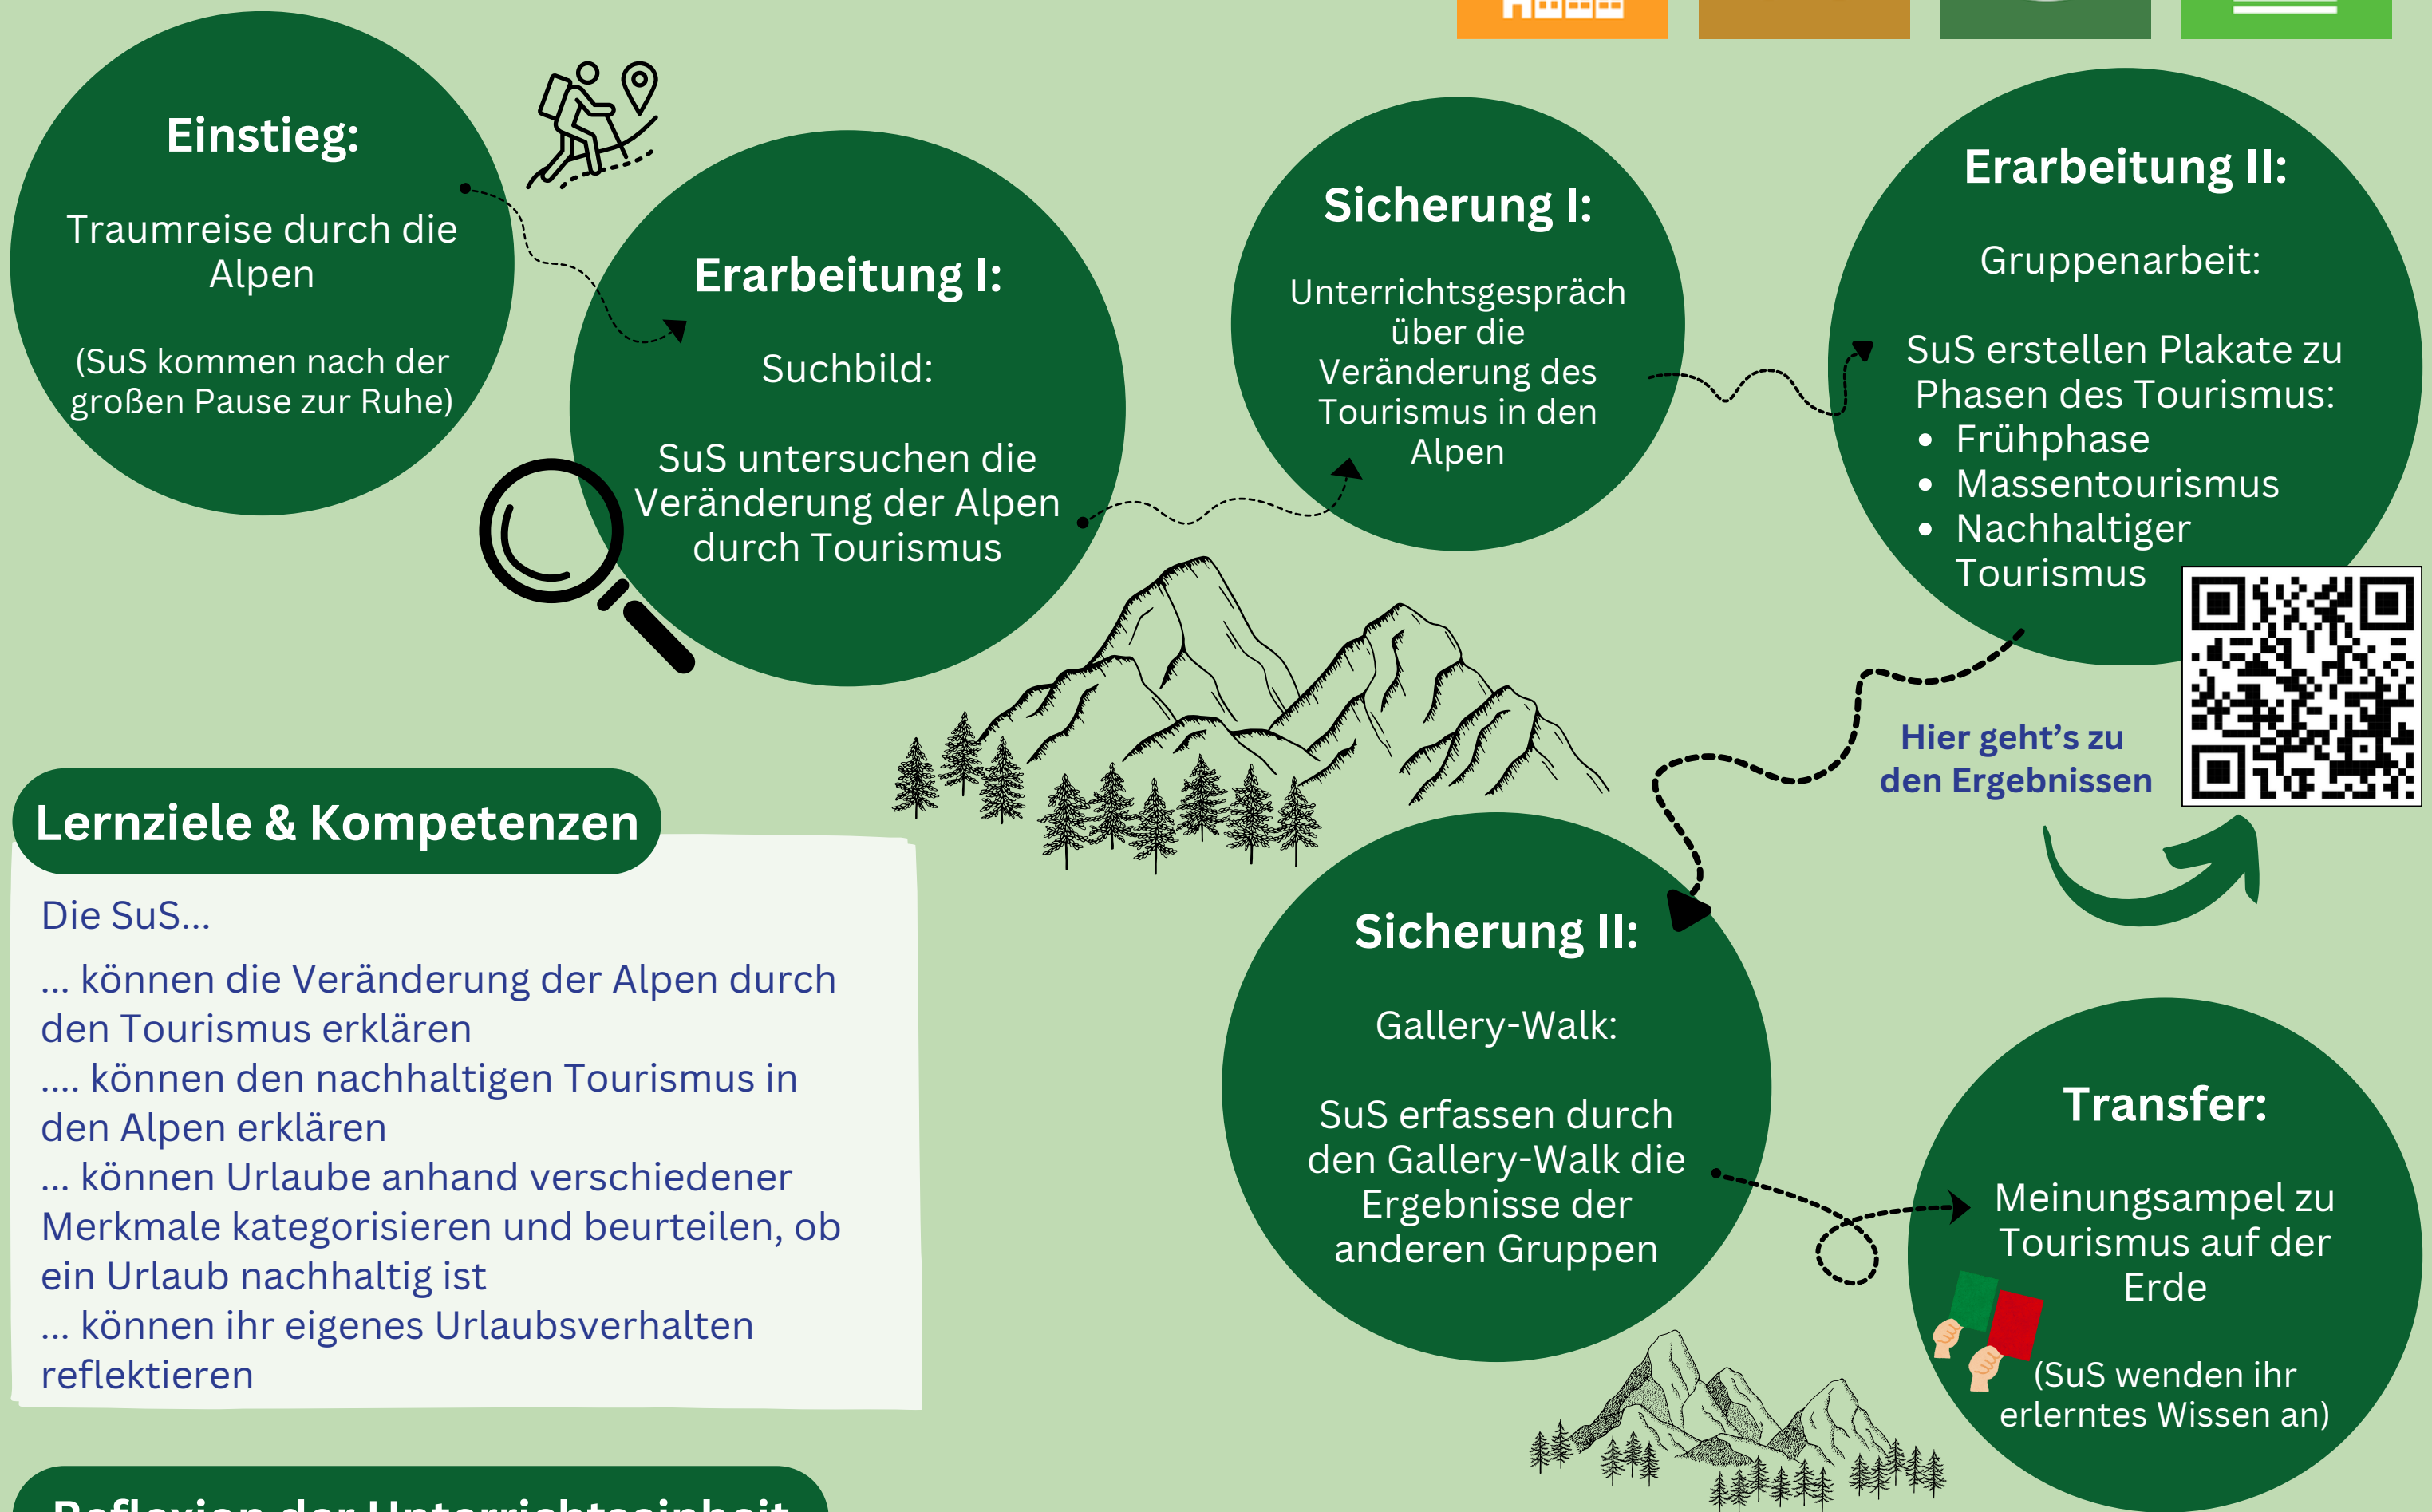 Einstieg:
Traumreise durch die
Alpen
(SuS kommen nach der
großen Pause zur Ruhe)
Erarbeitung I:
Suchbild:
SuS untersuchen die
Veränderung der Alpen
durch Tourismus
Sicherung I:
Unterrichtsgespräch
über die
Veränderung des
Tourismus in den
Alpen
Erarbeitung II:
Gruppenarbeit:
SuS erstellen Plakate zu
Phasen des Tourismus:
• Frühphase
• Massentourismus
• Nachhaltiger
Tourismus
Hier geht’s zu
den Ergebnissen
Sicherung II:
Gallery-Walk:
SuS erfassen durch
den Gallery-Walk die
Ergebnisse der
anderen Gruppen
Transfer:
Meinungsampel zu
Tourismus auf der
Erde
(SuS wenden ihr
erlerntes Wissen an)
Lernziele & Kompetenzen
Die SuS...
... können die Veränderung der Alpen durch
den Tourismus erklären
.... können den nachhaltigen Tourismus in
den Alpen erklären
... können Urlaube anhand verschiedener
Merkmale kategorisieren und beurteilen, ob
ein Urlaub nachhaltig ist
... können ihr eigenes Urlaubsverhalten
reflektieren
Reflexion der Unterrichtseinheit